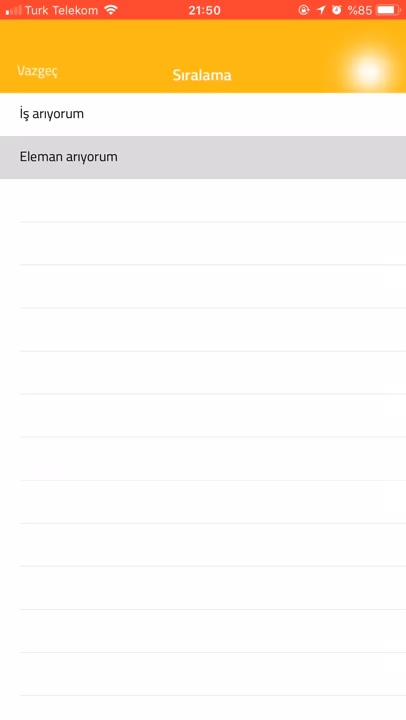 Turk Telekom 21:50 %85
Vazgeç Sıralama
İş arıyorum
Eleman arıyorum